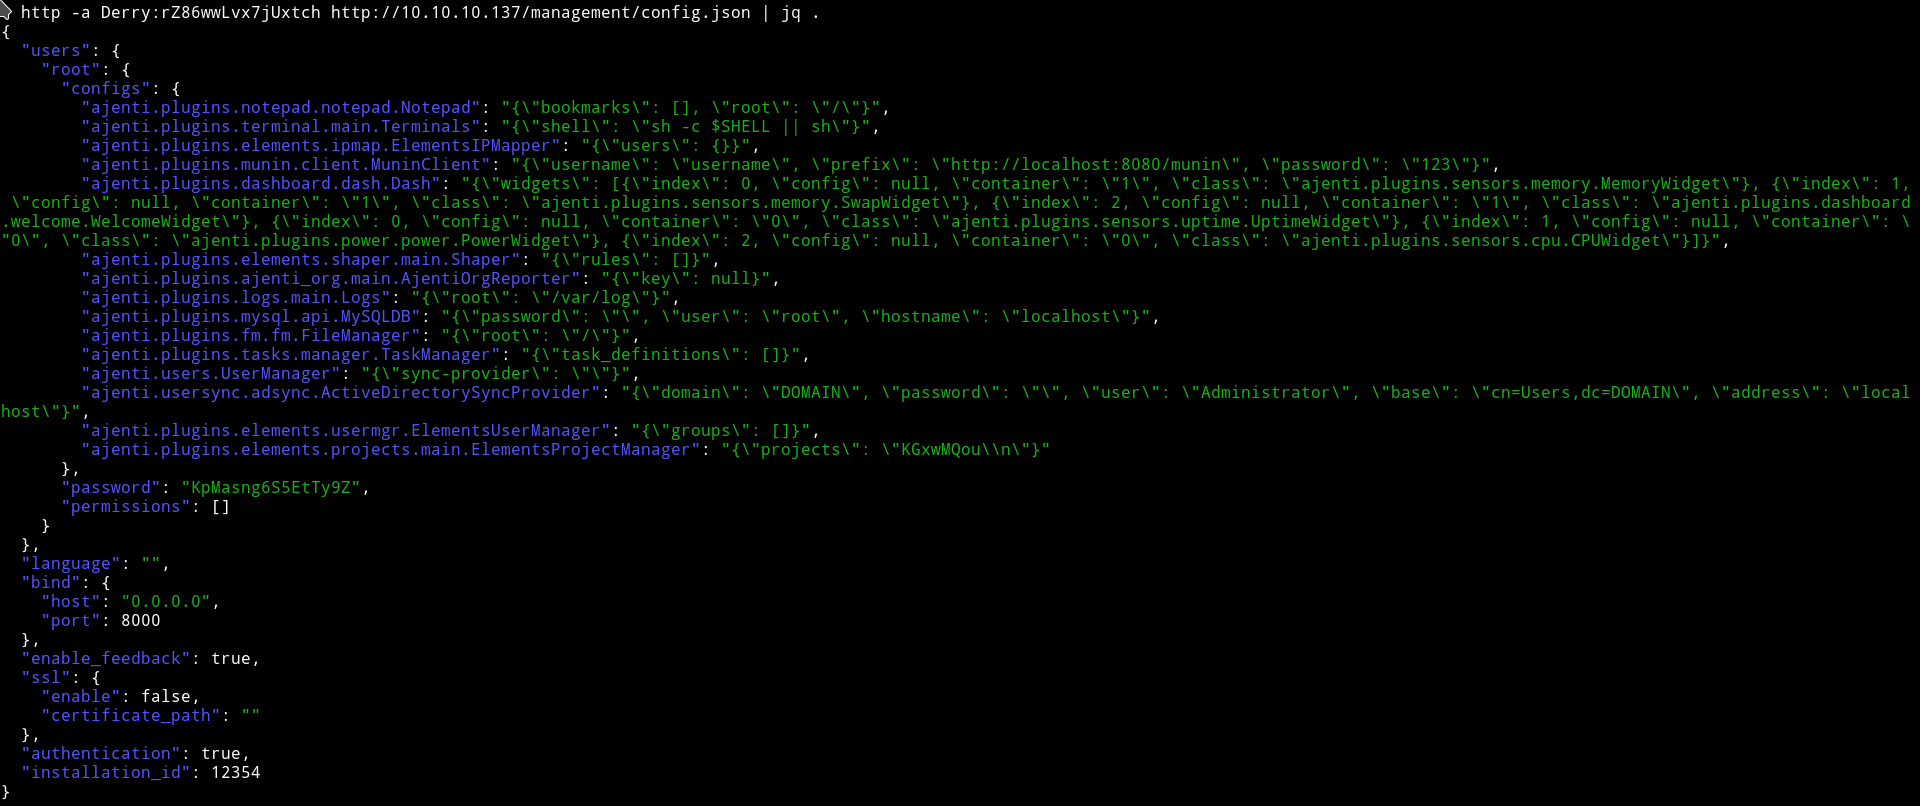 http -a Derry:rZ86wwLvx7jUxtch http://10.10.10.137/management/config.json | jq .
{
  "users": {
    "root": {
      "configs": {
        "ajenti.plugins.notepad.notepad.Notepad": "{\"bookmarks\": [], \"root\": \"/\"}",
        "ajenti.plugins.terminal.main.Terminals": "{\"shell\": \"sh -c $SHELL || sh\"}",
        "ajenti.plugins.elements.ipmap.ElementsIPMapper": "{\"users\": {}}",
        "ajenti.plugins.munin.client.MuninClient": "{\"username\": \"username\", \"prefix\": \"http://localhost:8080/munin\", \"password\": \"123\"}",
        "ajenti.plugins.dashboard.dash.Dash": "{\"widgets\": [{\"index\": 0, \"config\": null, \"container\": \"1\", \"class\": \"ajenti.plugins.sensors.memory.MemoryWidget\"}, {\"index\": 1,
 \"config\": null, \"container\": \"1\", \"class\": \"ajenti.plugins.sensors.memory.SwapWidget\"}, {\"index\": 2, \"config\": null, \"container\": \"1\", \"class\": \"ajenti.plugins.dashboard
.welcome.WelcomeWidget\"}, {\"index\": 0, \"config\": null, \"container\": \"0\", \"class\": \"ajenti.plugins.sensors.uptime.UptimeWidget\"}, {\"index\": 1, \"config\": null, \"container\": \
"0\", \"class\": \"ajenti.plugins.power.power.PowerWidget\"}, {\"index\": 2, \"config\": null, \"container\": \"0\", \"class\": \"ajenti.plugins.sensors.cpu.CPUWidget\"}]}",
        "ajenti.plugins.elements.shaper.main.Shaper": "{\"rules\": []}",
        "ajenti.plugins.ajenti_org.main.AjentiOrgReporter": "{\"key\": null}",
        "ajenti.plugins.logs.main.Logs": "{\"root\": \"/var/log\"}",
        "ajenti.plugins.mysql.api.MySQLDB": "{\"password\": \"\", \"user\": \"root\", \"hostname\": \"localhost\"}",
        "ajenti.plugins.fm.fm.FileManager": "{\"root\": \"/\"}",
        "ajenti.plugins.tasks.manager.TaskManager": "{\"task_definitions\": []}",
        "ajenti.users.UserManager": "{\"sync-provider\": \"\"}",
        "ajenti.usersync.adsync.ActiveDirectorySyncProvider": "{\"domain\": \"DOMAIN\", \"password\": \"\", \"user\": \"Administrator\", \"base\": \"cn=Users,dc=DOMAIN\", \"address\": \"local
host\"}",
        "ajenti.plugins.elements.usermgr.ElementsUserManager": "{\"groups\": []}",
        "ajenti.plugins.elements.projects.main.ElementsProjectManager": "{\"projects\": \"KGxwMQou\\n\"}"
      },
      "password": "KpMasng6S5EtTy9Z",
      "permissions": []
    }
  },
  "language": "",
  "bind": {
    "host": "0.0.0.0",
    "port": 8000
  },
  "enable_feedback": true,
  "ssl": {
    "enable": false,
    "certificate_path": ""
  },
  "authentication": true,
  "installation_id": 12354
}